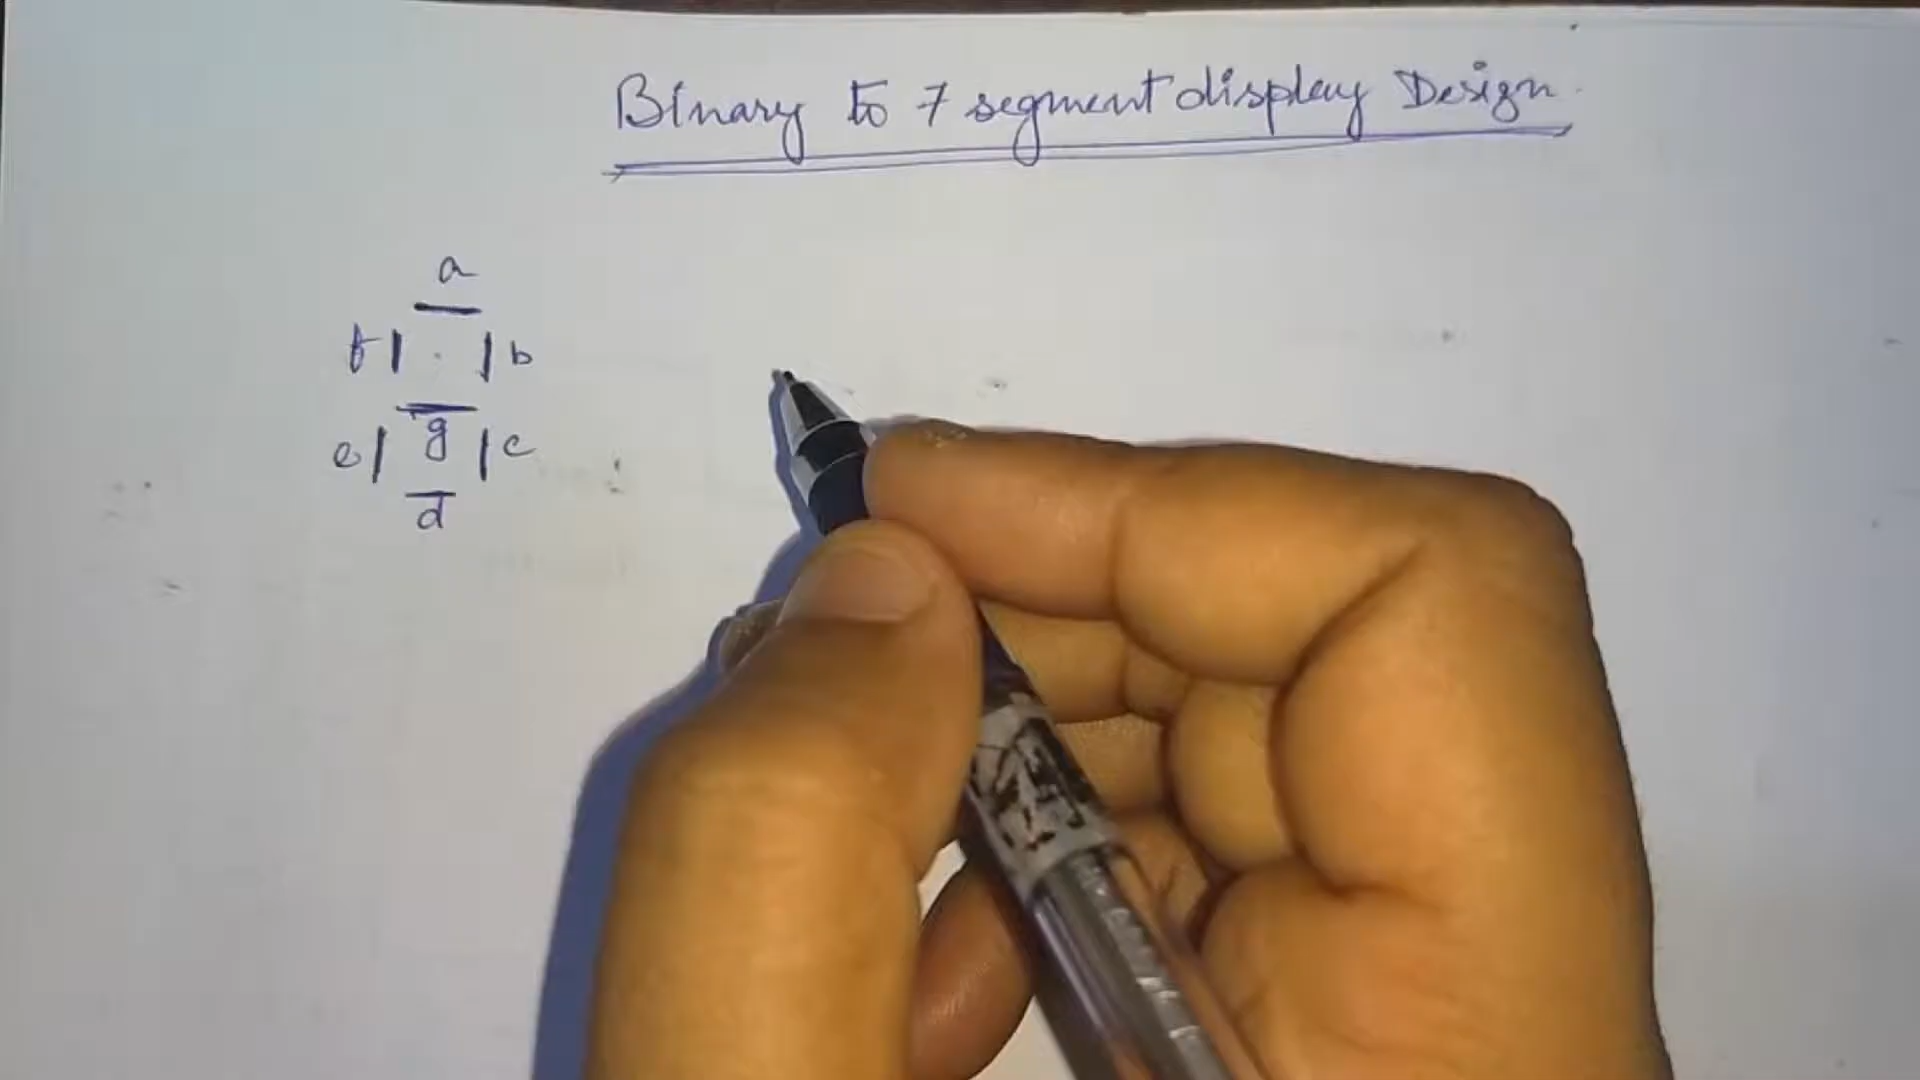 Binary to 7 segment display Design.
a
f b
g
e c
d